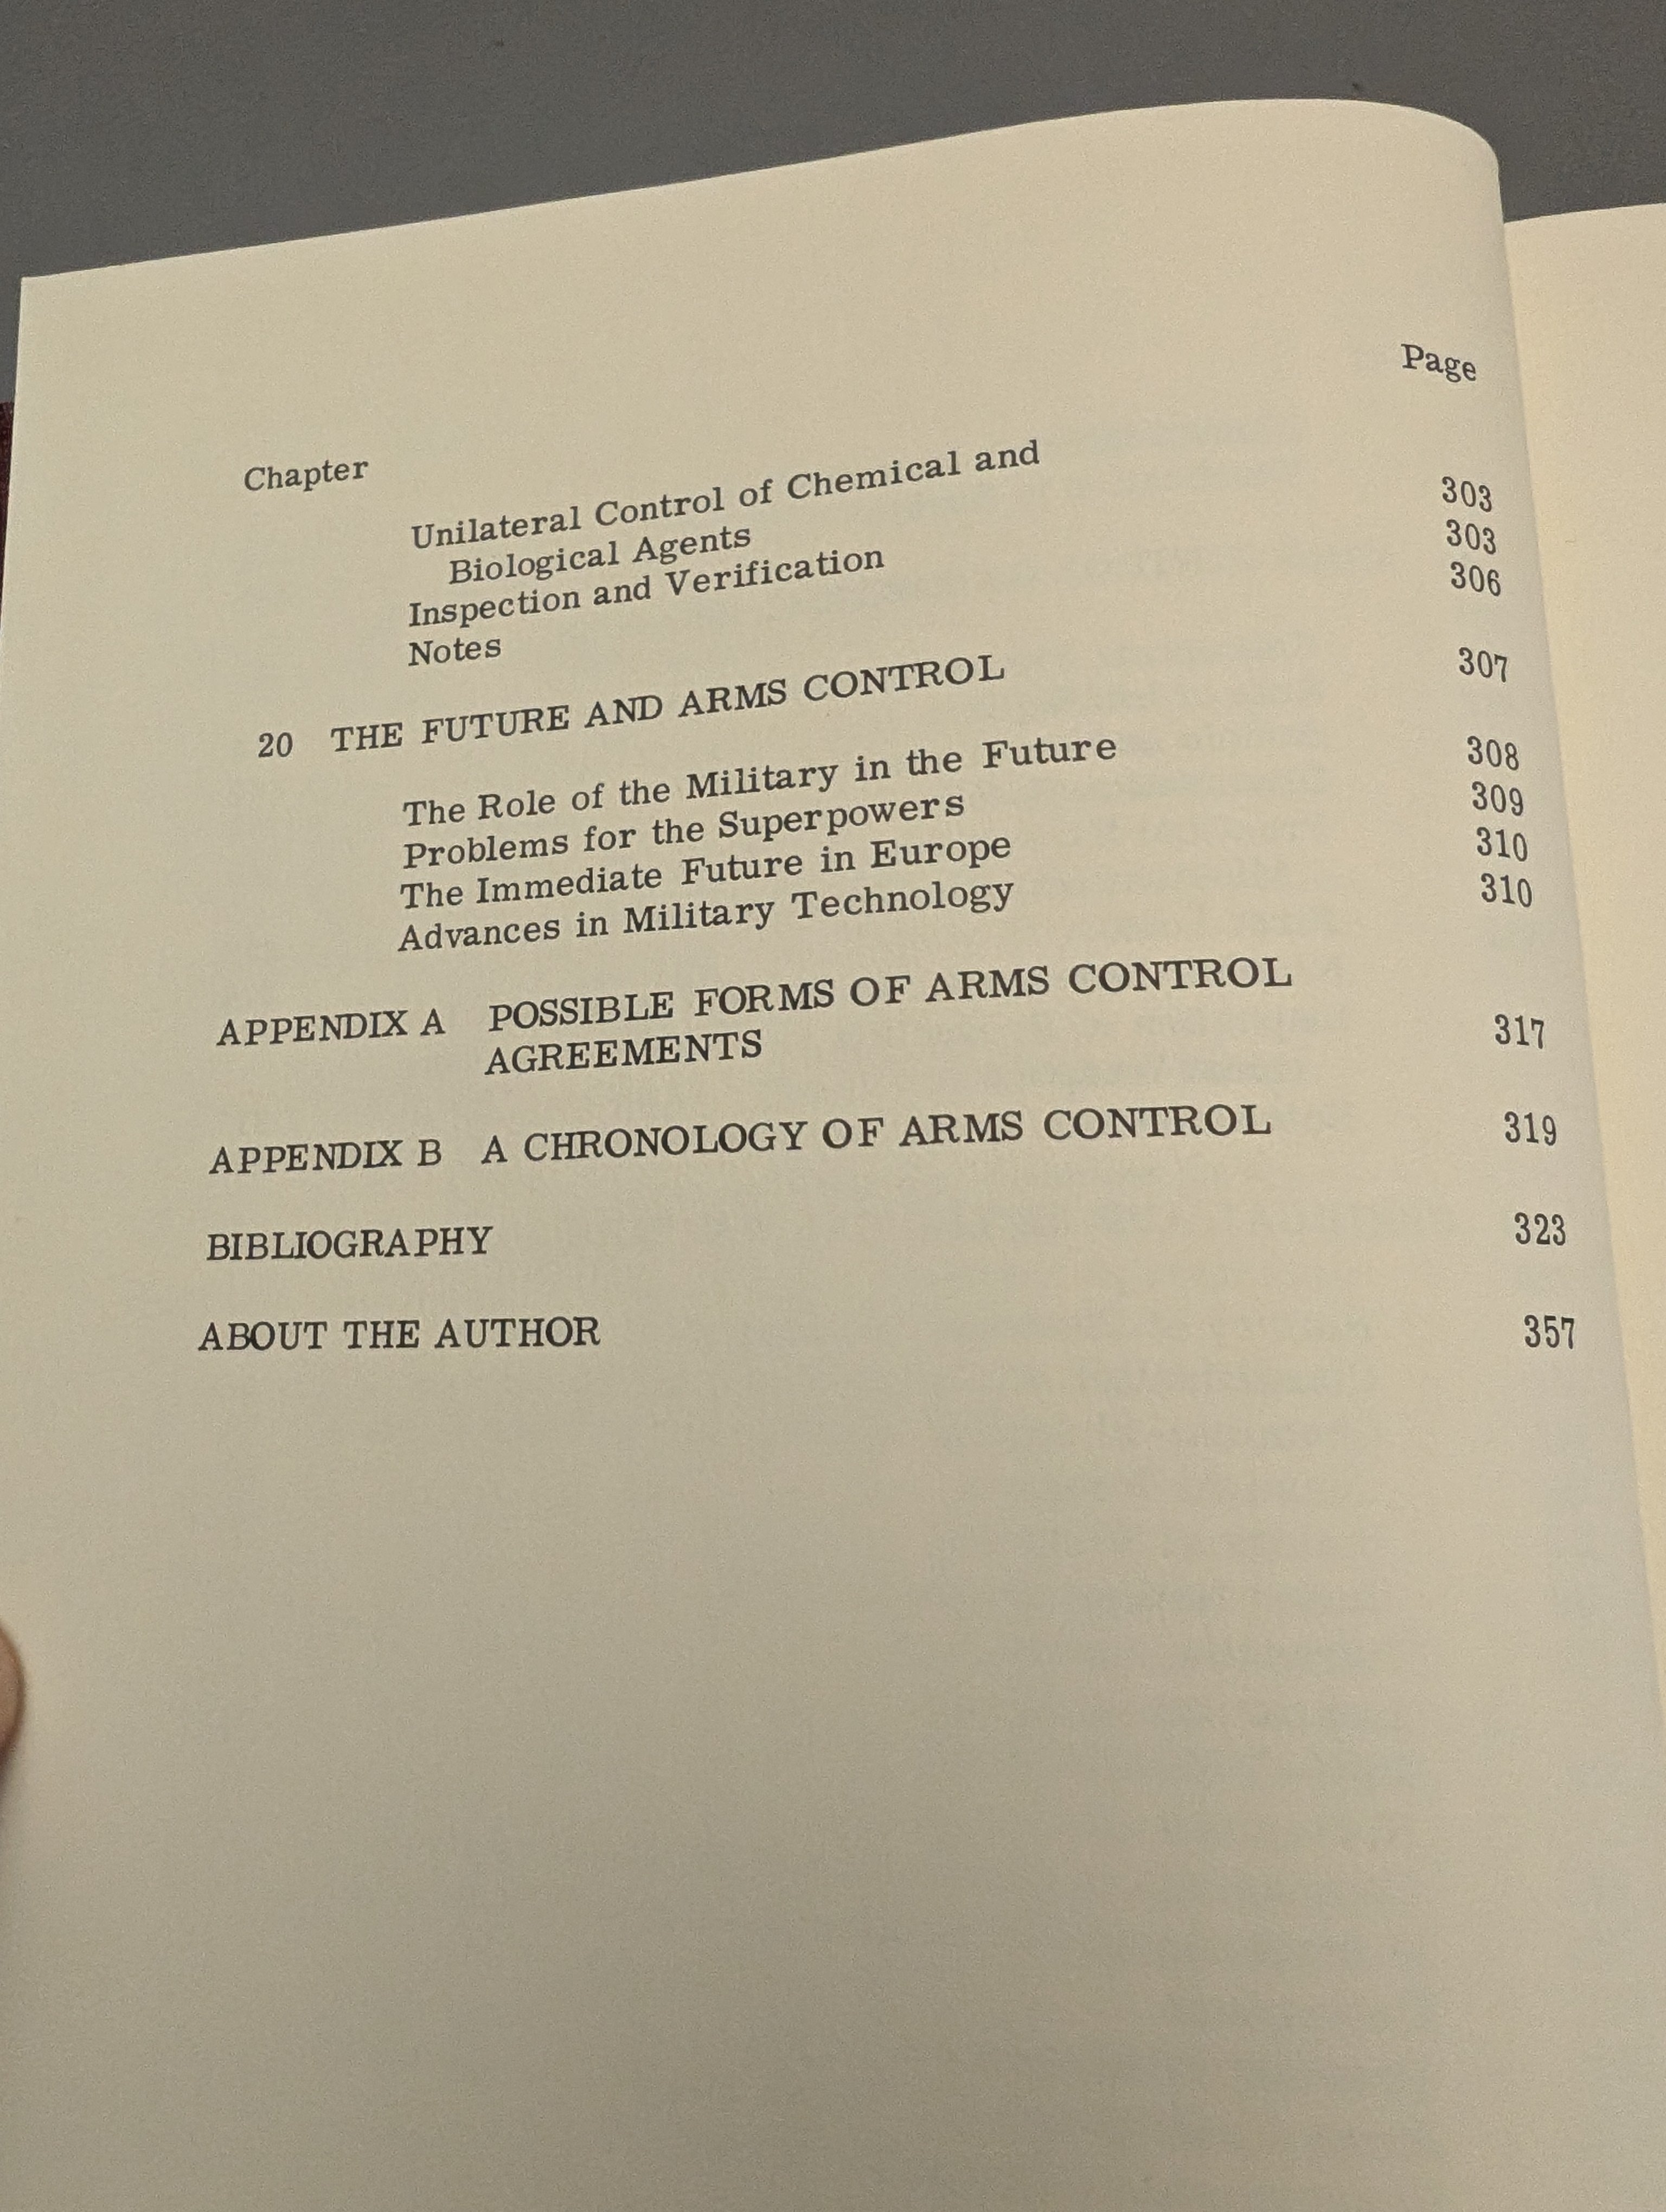 Page
Chapter
Unilateral Control of Chemical and
Biological Agents 303
Inspection and Verification 303
Notes 306
20 THE FUTURE AND ARMS CONTROL 307
The Role of the Military in the Future 308
Problems for the Superpowers 309
The Immediate Future in Europe 310
Advances in Military Technology 310
APPENDIX A POSSIBLE FORMS OF ARMS CONTROL
AGREEMENTS 317
APPENDIX B A CHRONOLOGY OF ARMS CONTROL 319
BIBLIOGRAPHY 323
ABOUT THE AUTHOR 357